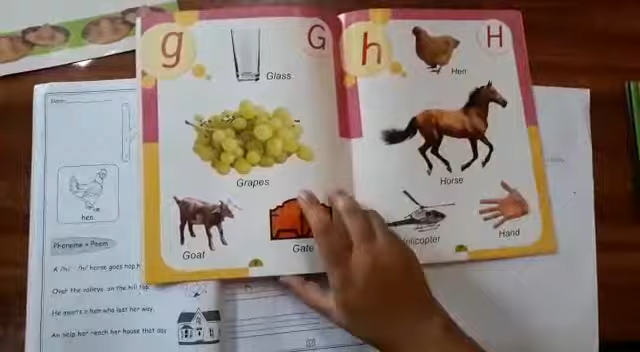 g
G
Glass
Grapes
Goat
Gate
h
H
Hen
Horse
Hand
Name:
hen
Phoneme + Poem
A /h/ /h/ horse goes
Over the valleys on the hill top.
He meets a hen who lost her way.
An help her reach her house that day